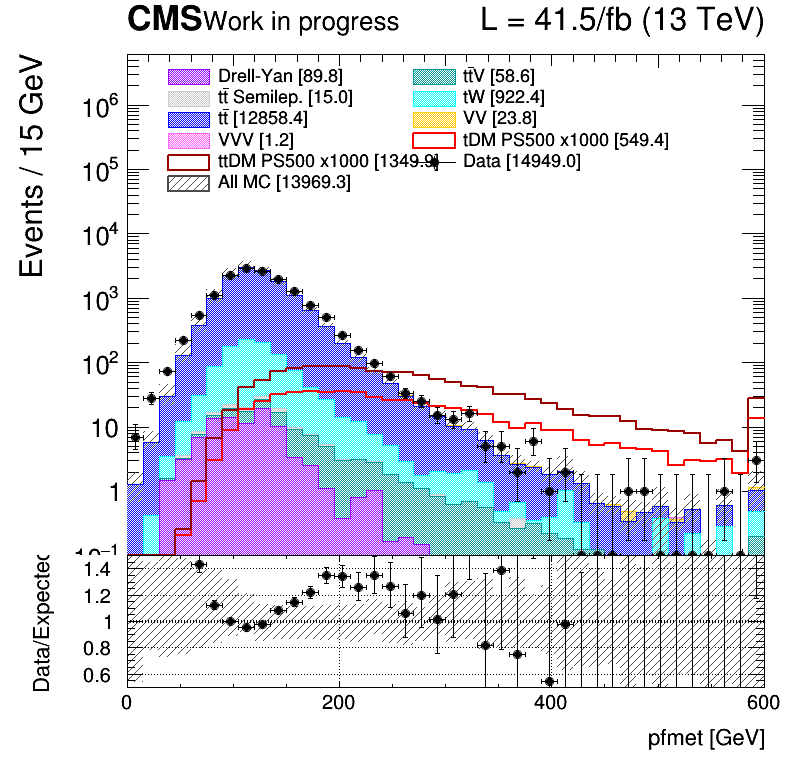 CMS Work in progress L = 41.5/fb (13 TeV)
Events / 15 GeV
Drell-Yan [89.8] tt̄V [58.6]
tt̄ Semilep. [15.0] tW [922.4]
tt̄ [12858.4] VV [23.8]
VVV [1.2] tDM PS500 x1000 [549.4]
ttDM PS500 x1000 [1349.9] Data [14949.0]
All MC [13969.3]
10⁶
10⁵
10⁴
10³
10²
10
1
10⁻¹
Data/Expected
1.4
1.2
1
0.8
0.6
0 200 400 600
pfmet [GeV]